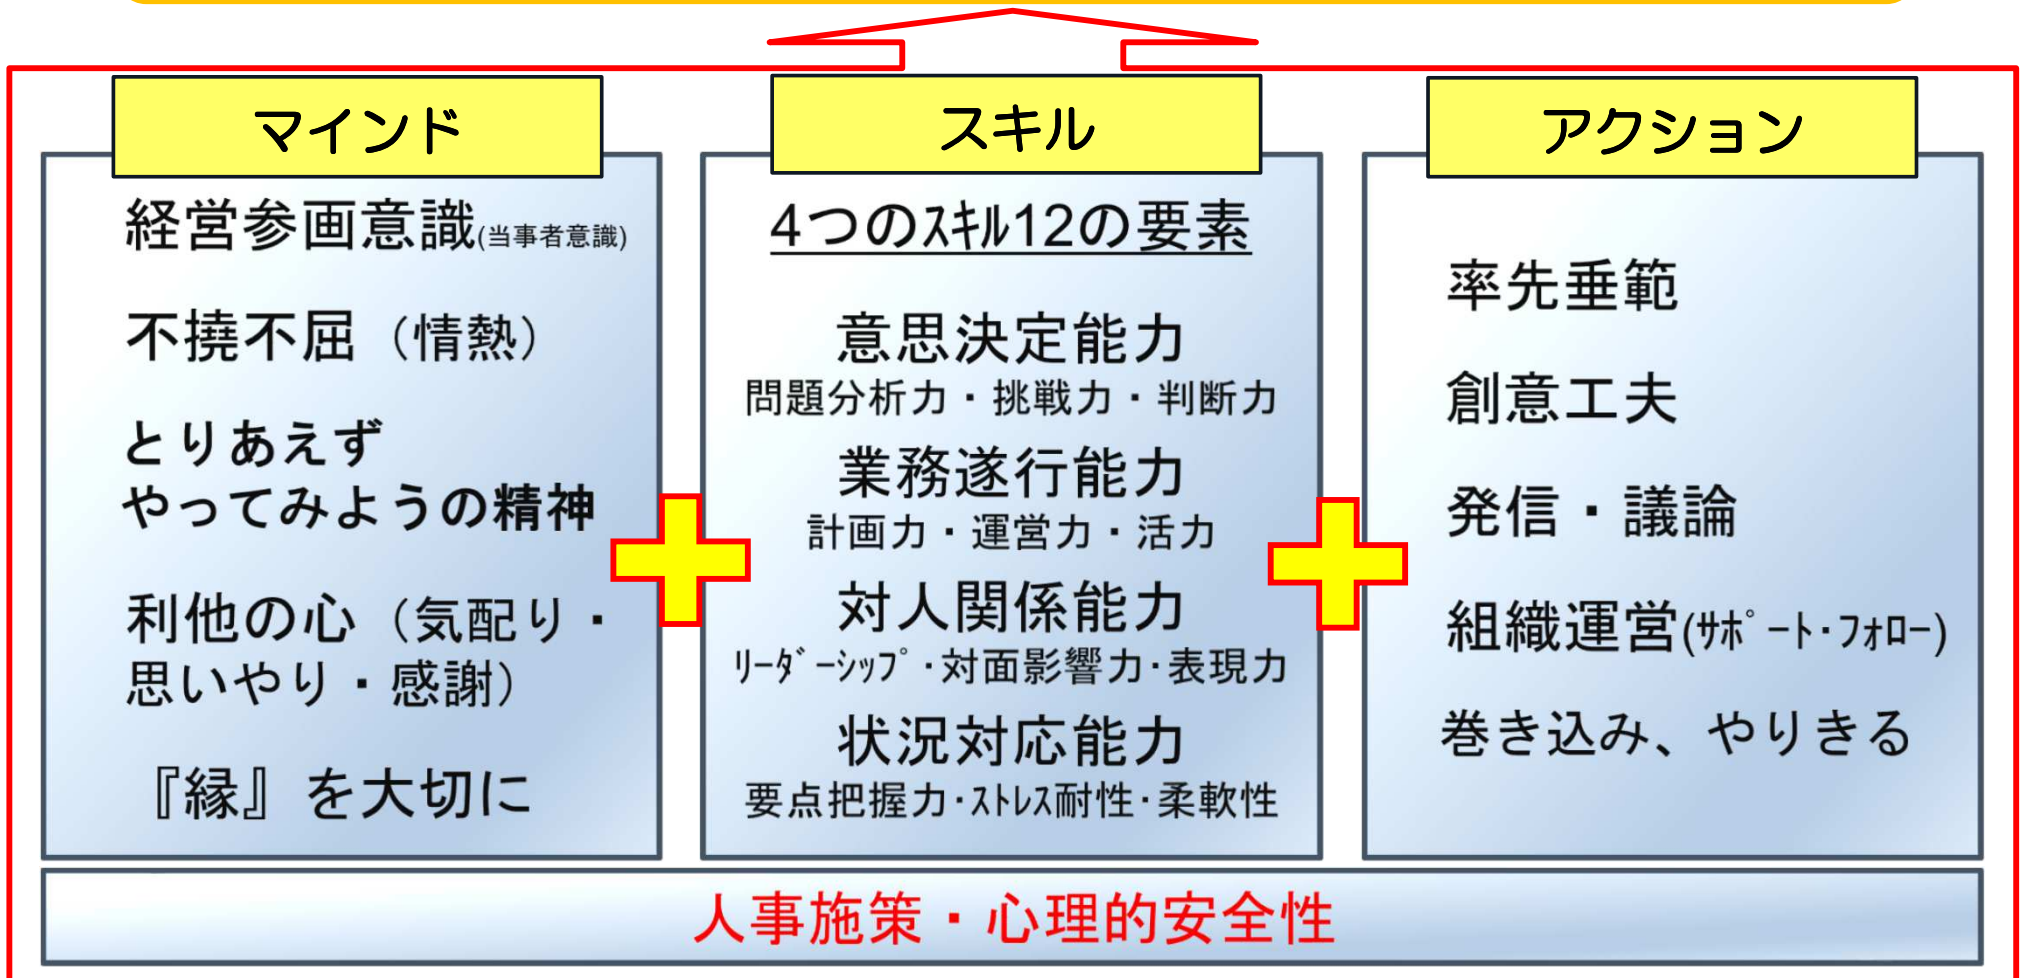 マインド
経営参画意識(当事者意識)
不撓不屈（情熱）
とりあえず
やってみようの精神
利他の心（気配り・
思いやり・感謝）
『縁』を大切に
スキル
4つのｽｷﾙ12の要素
意思決定能力
問題分析力・挑戦力・判断力
業務遂行能力
計画力・運営力・活力
対人関係能力
ﾘｰﾀﾞｰｼｯﾌﾟ・対面影響力・表現力
状況対応能力
要点把握力・ｽﾄﾚｽ耐性・柔軟性
アクション
率先垂範
創意工夫
発信・議論
組織運営(ｻﾎﾟｰﾄ・ﾌｫﾛｰ)
巻き込み、やりきる
人事施策・心理的安全性